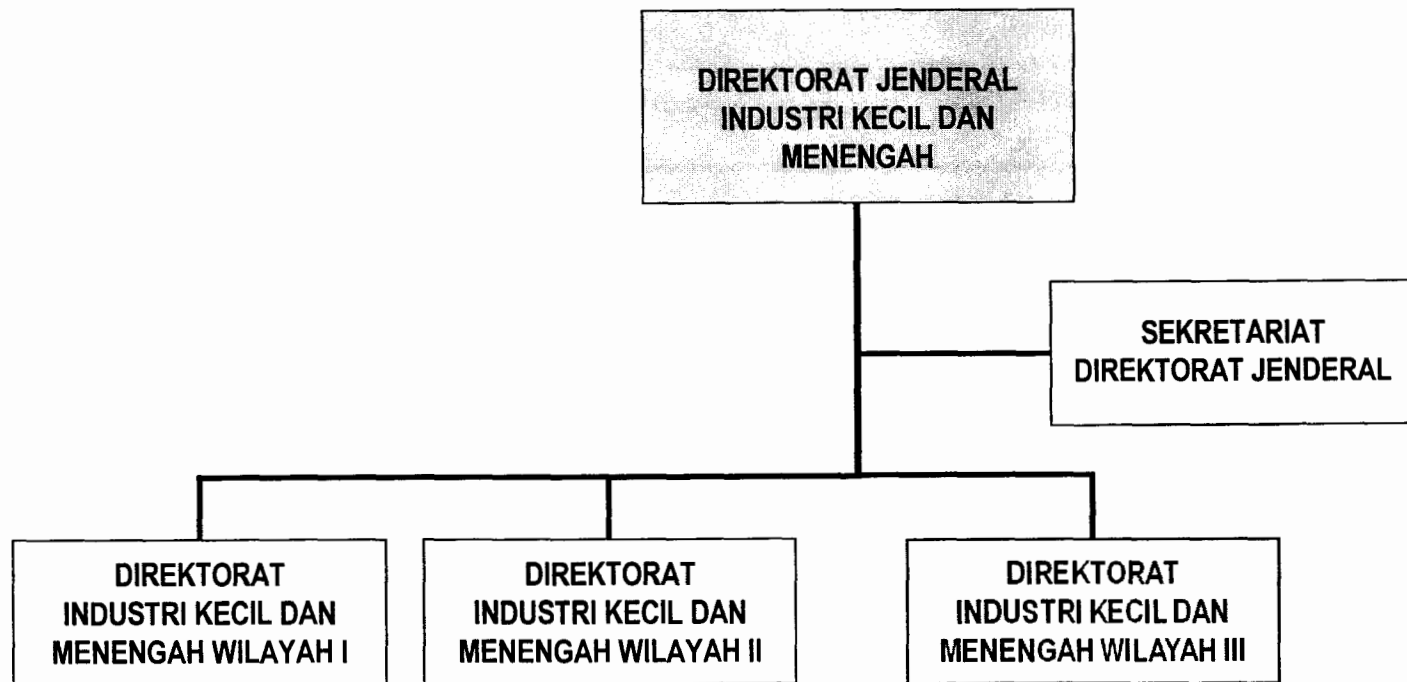 DIREKTORAT JENDERAL
INDUSTRI KECIL DAN
MENENGAH
SEKRETARIAT
DIREKTORAT JENDERAL
DIREKTORAT
INDUSTRI KECIL DAN
MENENGAH WILAYAH I
DIREKTORAT
INDUSTRI KECIL DAN
MENENGAH WILAYAH II
DIREKTORAT
INDUSTRI KECIL DAN
MENENGAH WILAYAH III